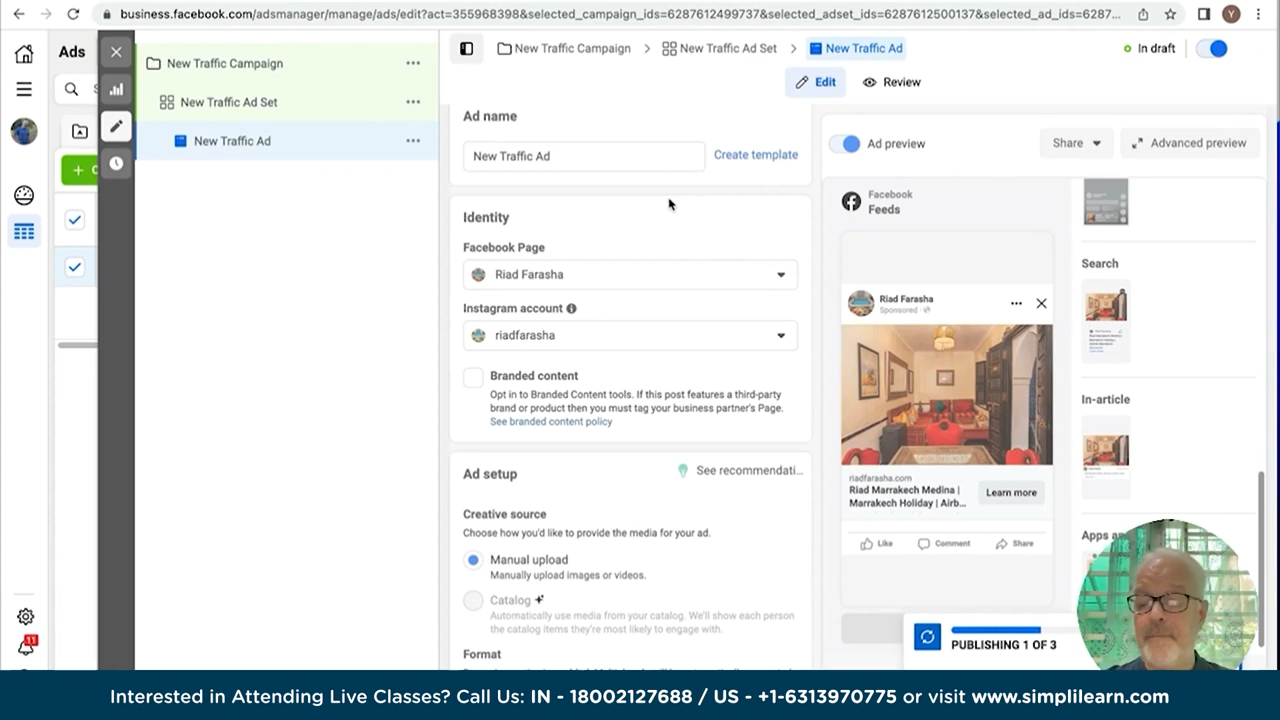 business.facebook.com/adsmanager/manage/ads/edit?act=355968398&selected_campaign_ids=6287612499737&selected_adset_ids=6287612500137&selected_ad_ids=6287...
Y
Ads
New Traffic Campaign
New Traffic Ad Set
New Traffic Ad
New Traffic Campaign
New Traffic Ad Set
New Traffic Ad
In draft
Edit
Review
Ad name
New Traffic Ad
Create template
Identity
Facebook Page
Riad Farasha
Instagram account
riadfarasha
Branded content
Opt in to Branded Content tools. If this post features a third-party
brand or product then you must tag your business partner's Page.
See branded content policy
Ad setup
See recommendati...
Creative source
Choose how you'd like to provide the media for your ad.
Manual upload
Manually upload images or videos.
Catalog
Automatically use media from your catalog. We'll show each person
the catalog items they're most likely to engage with.
Format
Ad preview
Share
Advanced preview
Facebook
Feeds
Riad Farasha
Sponsored
riadfarasha.com
Riad Marrakech Medina |
Marrakech Holiday | Airb...
Learn more
Like
Comment
Share
Search
In-article
Apps
PUBLISHING 1 OF 3
11
Interested in Attending Live Classes? Call Us: IN - 18002127688 / US - +1-6313970775 or visit www.simplilearn.com